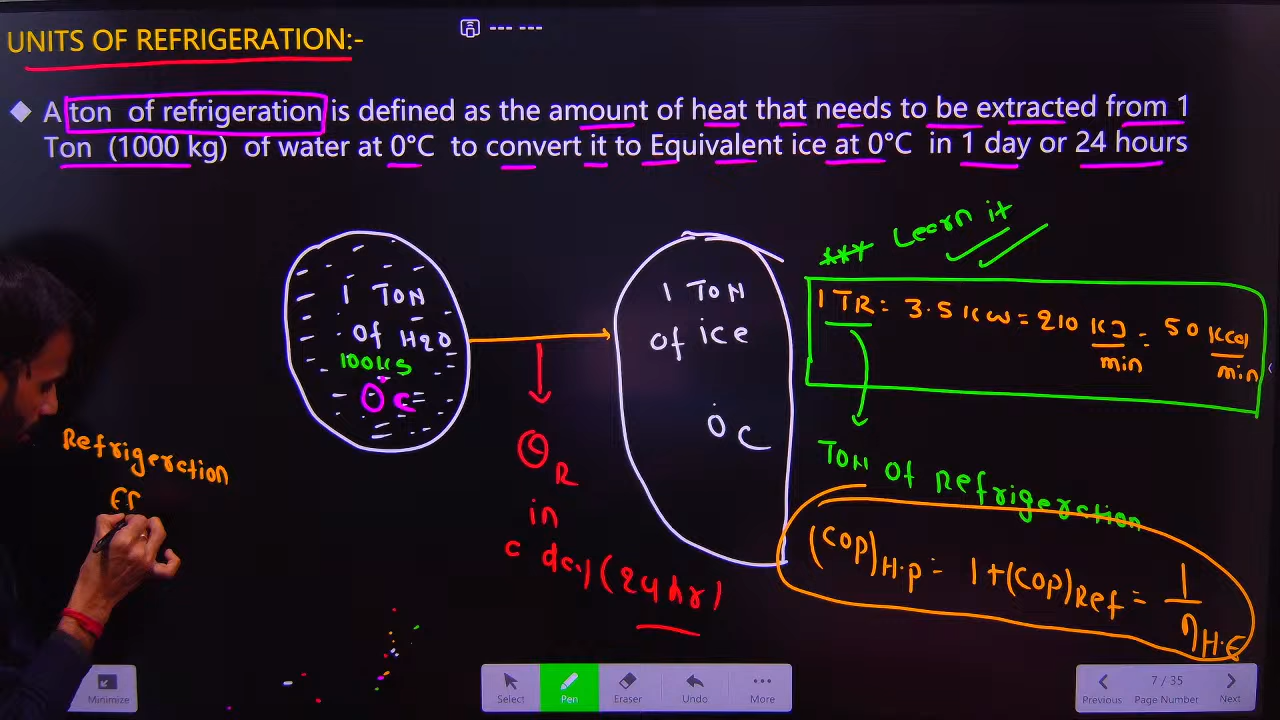 UNITS OF REFRIGERATION:-
◆ A ton of refrigeration is defined as the amount of heat that needs to be extracted from 1
Ton (1000 kg) of water at 0°C to convert it to Equivalent ice at 0°C in 1 day or 24 hours
*** Learn it
1 TON
of H2O
0°C
1 TON
of ice
0°C
1 TR = 3.5 kW = 210 KJ/min = 50 Kcal/min
TON of Refrigeration
QR
in
a day (24 hr)
Refrigeration
(COP)H.P = 1+(COP)Ref = 1/ηH.E
Minimize
Select
Pen
Eraser
Undo
More
Previous
7 / 35
Page Number
Next